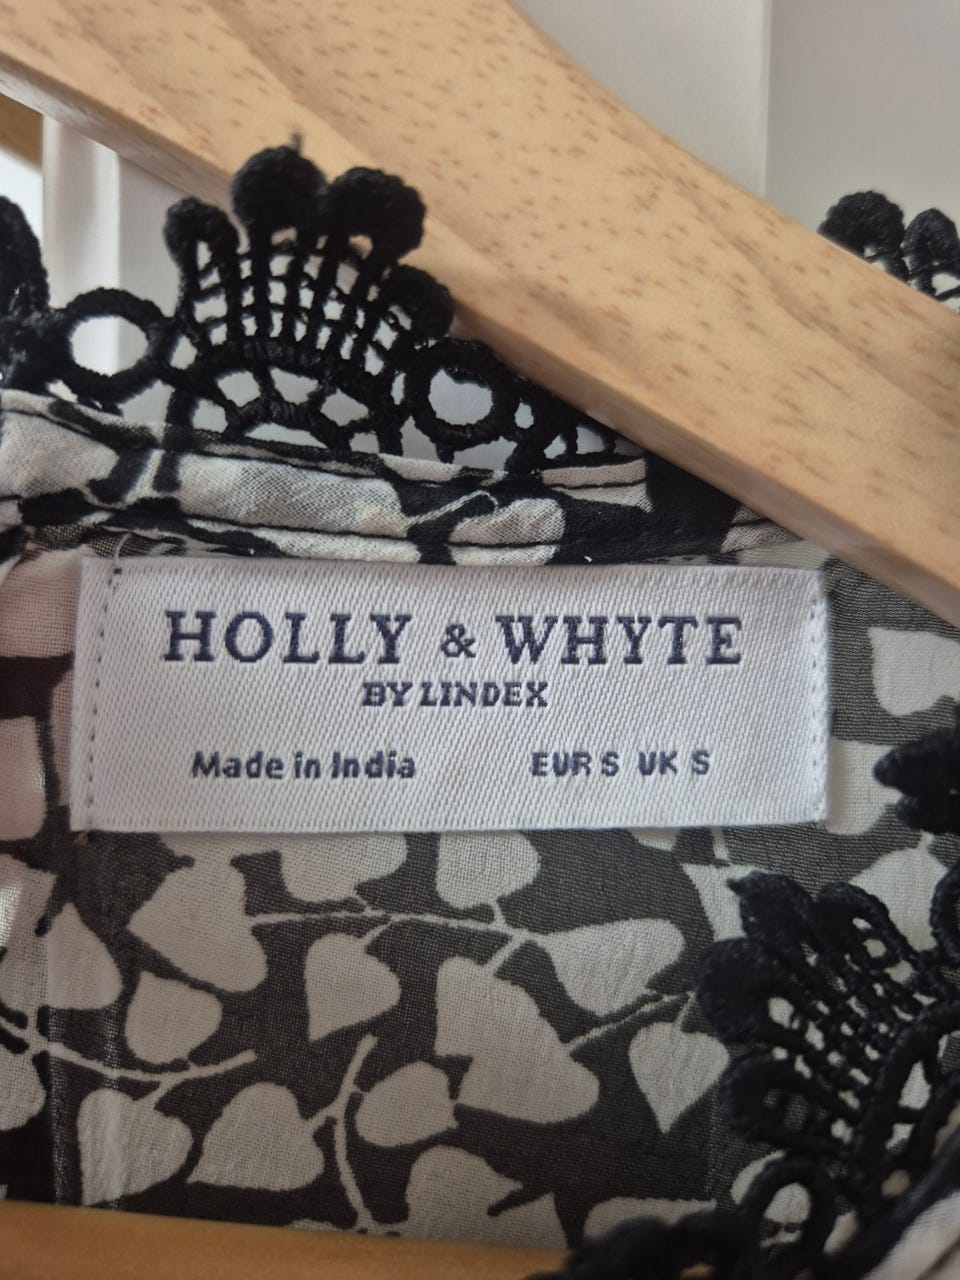 HOLLY & WHYTE
BY LINDEX
Made in India EUR S UK S